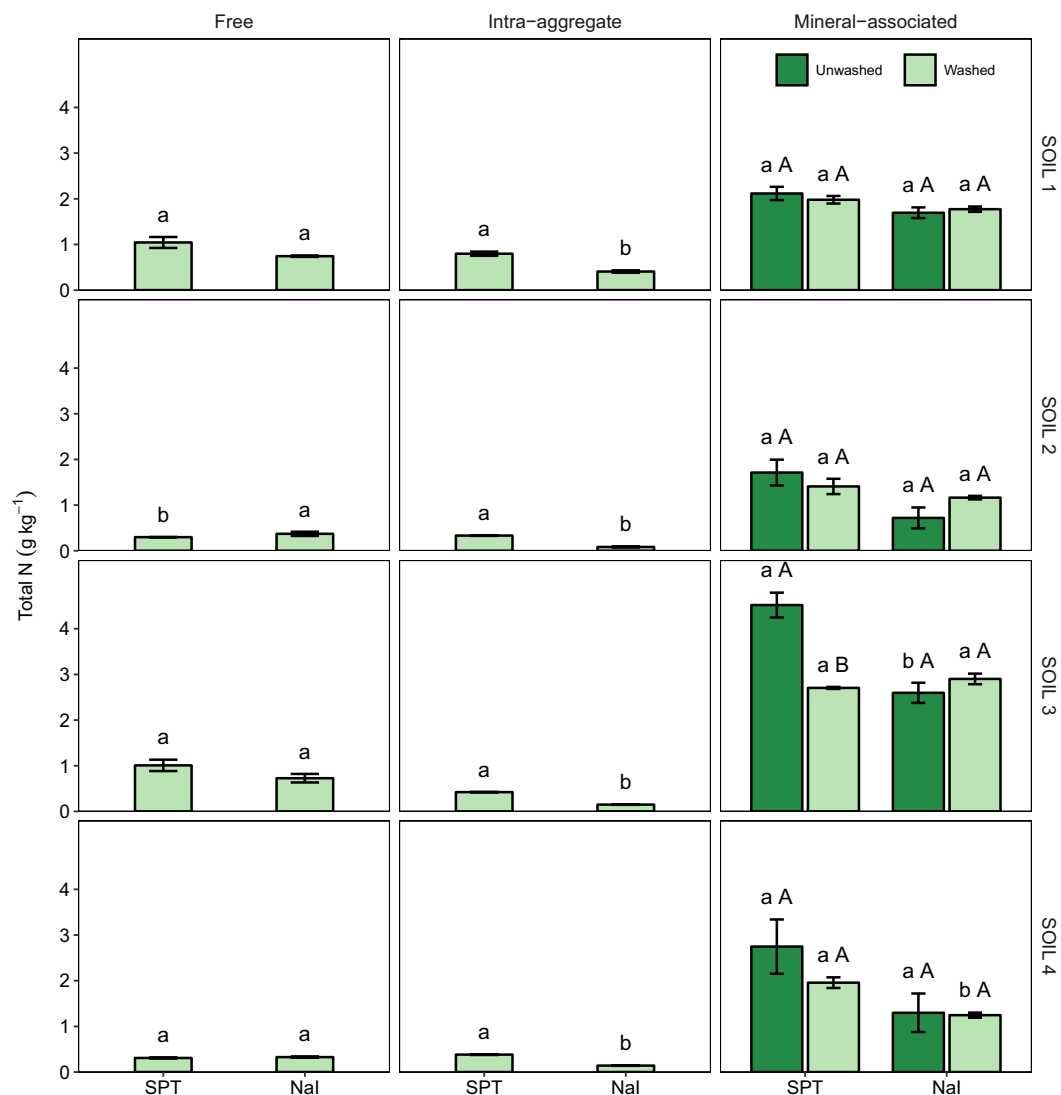 Free Intra−aggregate Mineral−associated
Unwashed Washed
Total N (g kg⁻¹)
4
3
2
1
0
a a
a b
a A a A a A a A
SOIL 1
4
3
2
1
0
b a
a b
a A a A a A a A
SOIL 2
4
3
2
1
0
a a
a b
a A a B b A a A
SOIL 3
4
3
2
1
0
a a
a b
a A a A a A b A
SOIL 4
SPT NaI SPT NaI SPT NaI